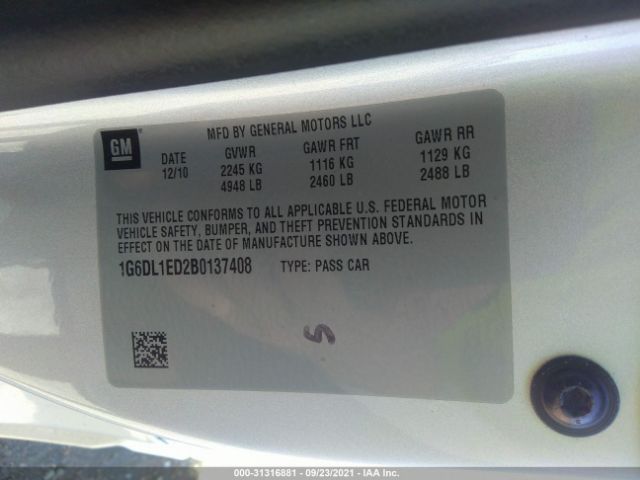 MFD BY GENERAL MOTORS LLC
GM
DATE GVWR GAWR FRT GAWR RR
12/10 2245 KG 1116 KG 1129 KG
4948 LB 2460 LB 2488 LB
THIS VEHICLE CONFORMS TO ALL APPLICABLE U.S. FEDERAL MOTOR
VEHICLE SAFETY, BUMPER, AND THEFT PREVENTION STANDARDS IN
EFFECT ON THE DATE OF MANUFACTURE SHOWN ABOVE.
1G6DL1ED2B0137408 TYPE: PASS CAR
5
000-31316881 - 09/23/2021 - IAA Inc.